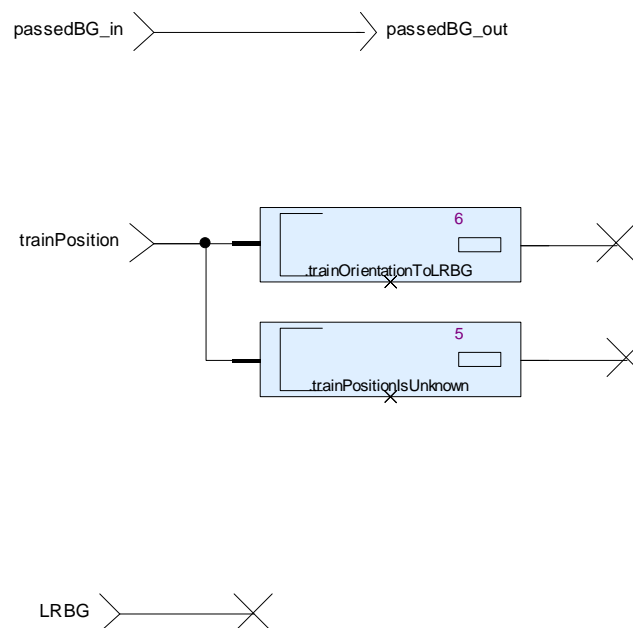 passedBG_in
passedBG_out
6
trainPosition
.trainOrientationToLRBG
5
.trainPositionIsUnknown
LRBG